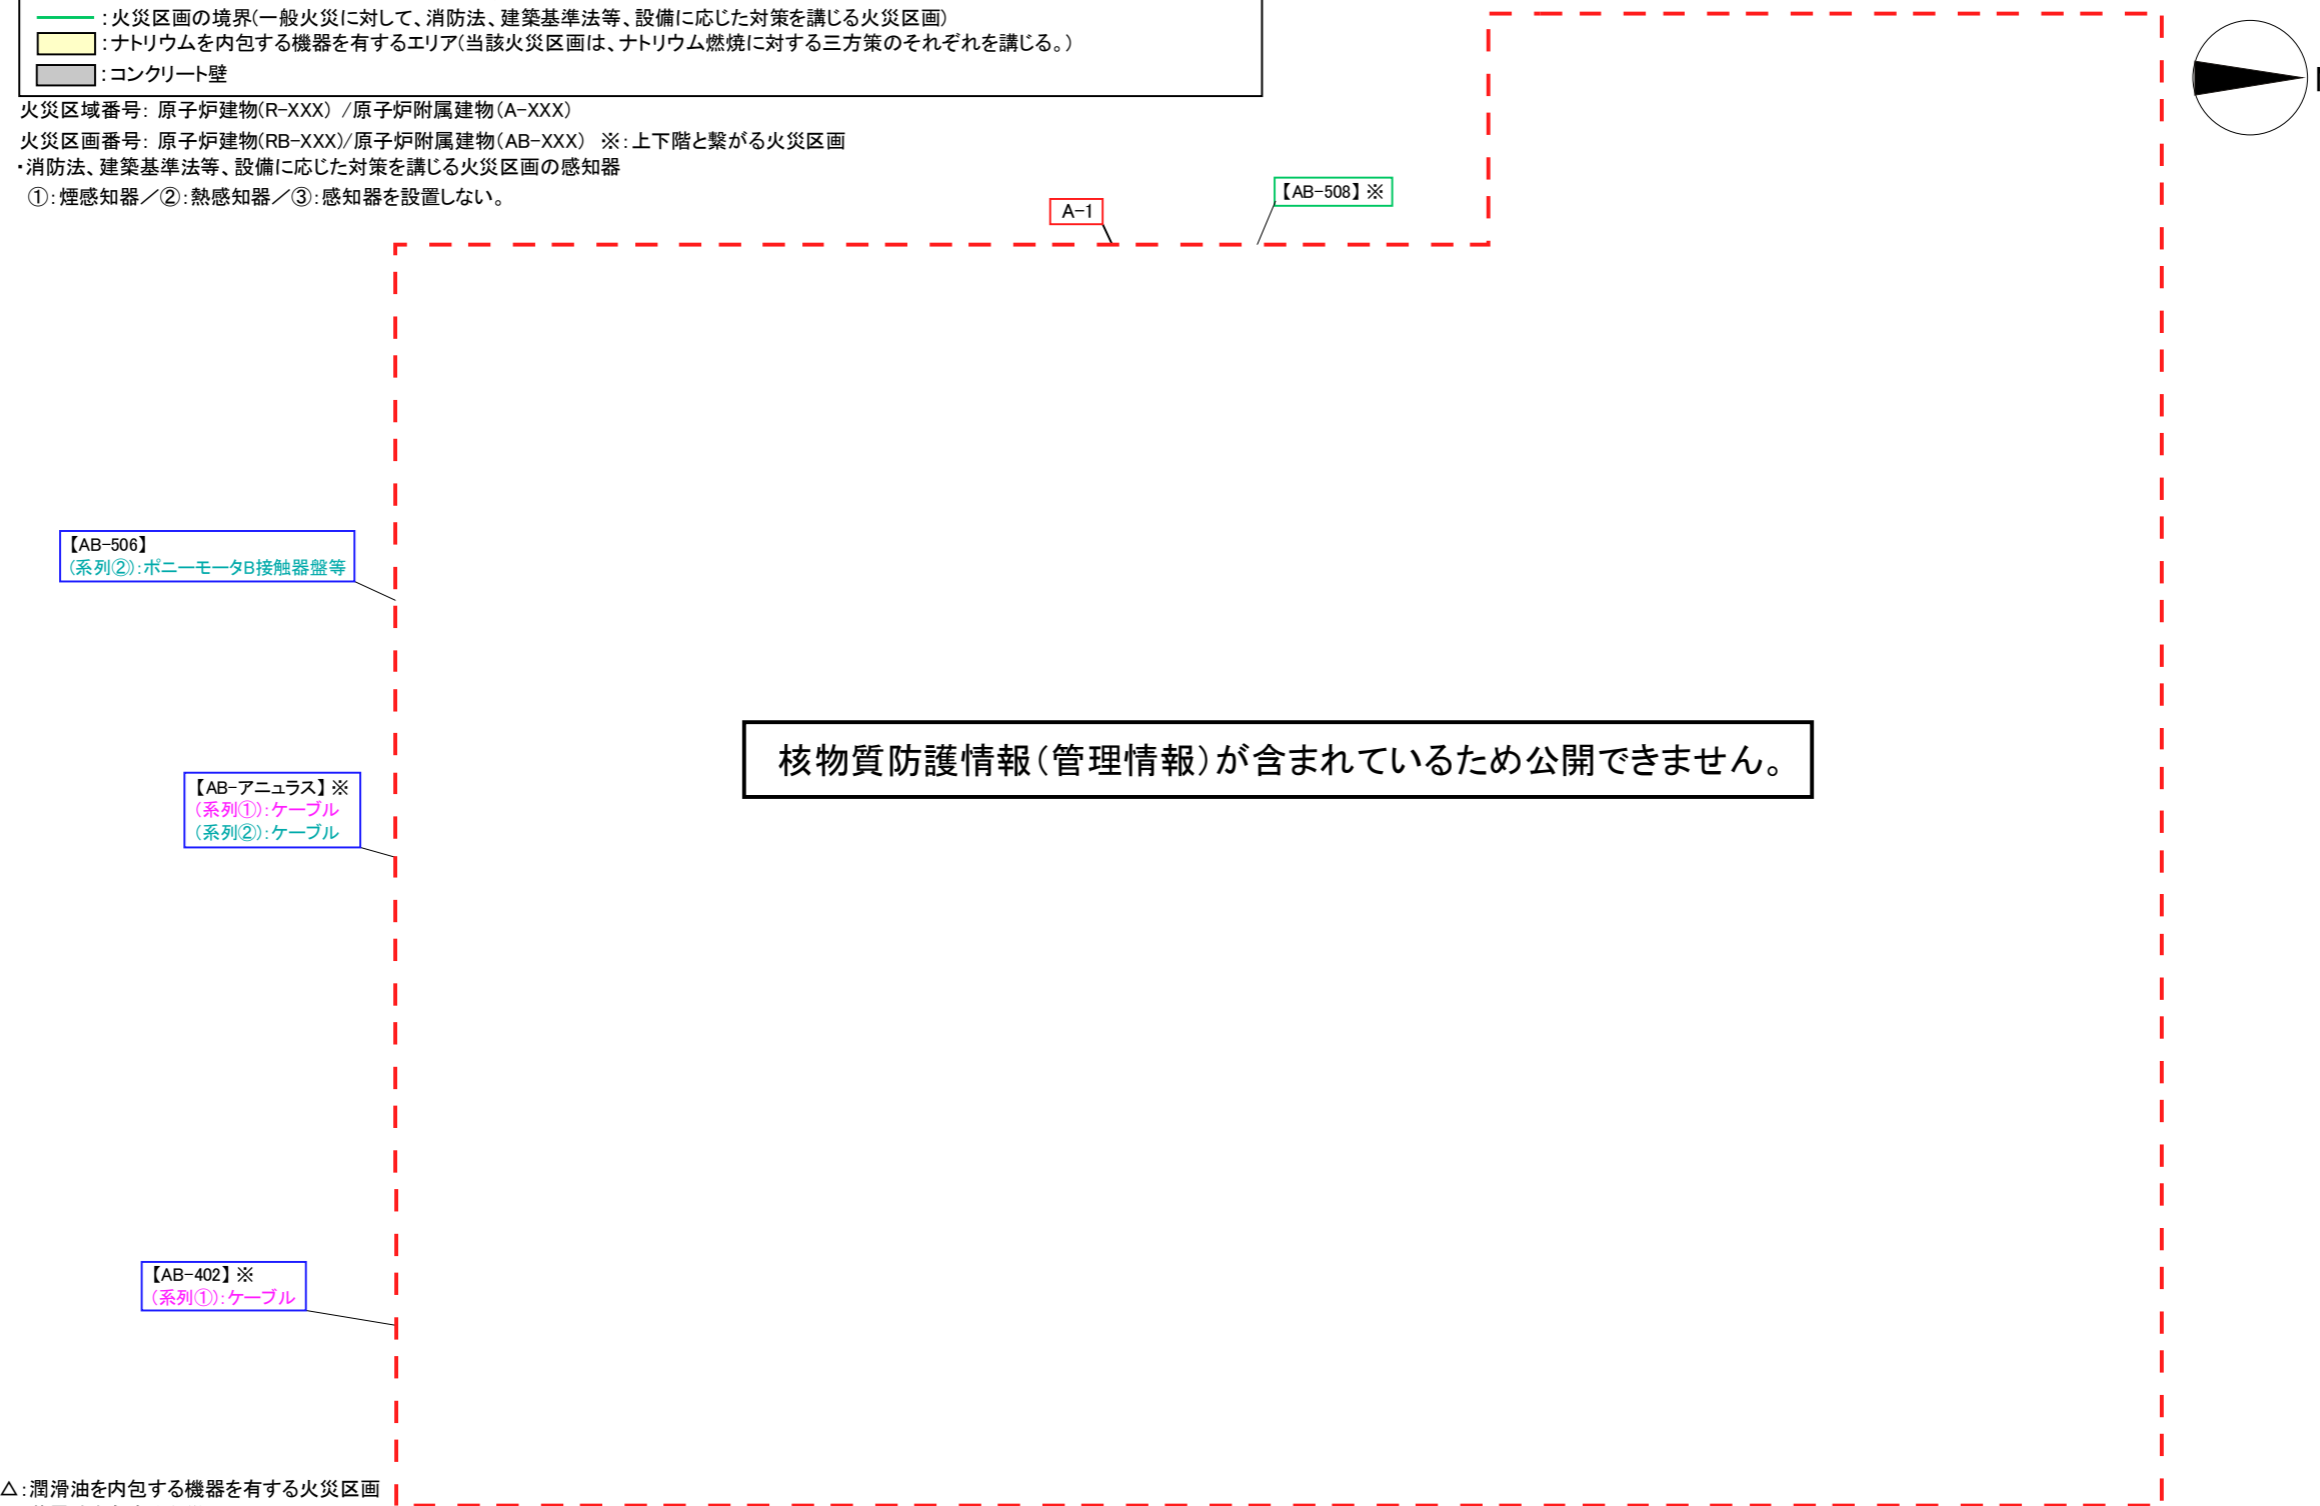 ：火災区画の境界(一般火災に対して、消防法、建築基準法等、設備に応じた対策を講じる火災区画)
：ナトリウムを内包する機器を有するエリア(当該火災区画は、ナトリウム燃焼に対する三方策のそれぞれを講じる。)
：コンクリート壁
火災区域番号： 原子炉建物(R-XXX) /原子炉附属建物(A-XXX)
火災区画番号： 原子炉建物(RB-XXX)/原子炉附属建物(AB-XXX) ※：上下階と繋がる火災区画
・消防法、建築基準法等、設備に応じた対策を講じる火災区画の感知器
①：煙感知器／②：熱感知器／③：感知器を設置しない。
【AB-508】※
A-1
【AB-506】
(系列②)：ポニーモータB接触器盤等
核物質防護情報（管理情報）が含まれているため公開できません。
【AB-アニュラス】※
(系列①)：ケーブル
(系列②)：ケーブル
【AB-402】※
(系列①)：ケーブル
△：潤滑油を内包する機器を有する火災区画